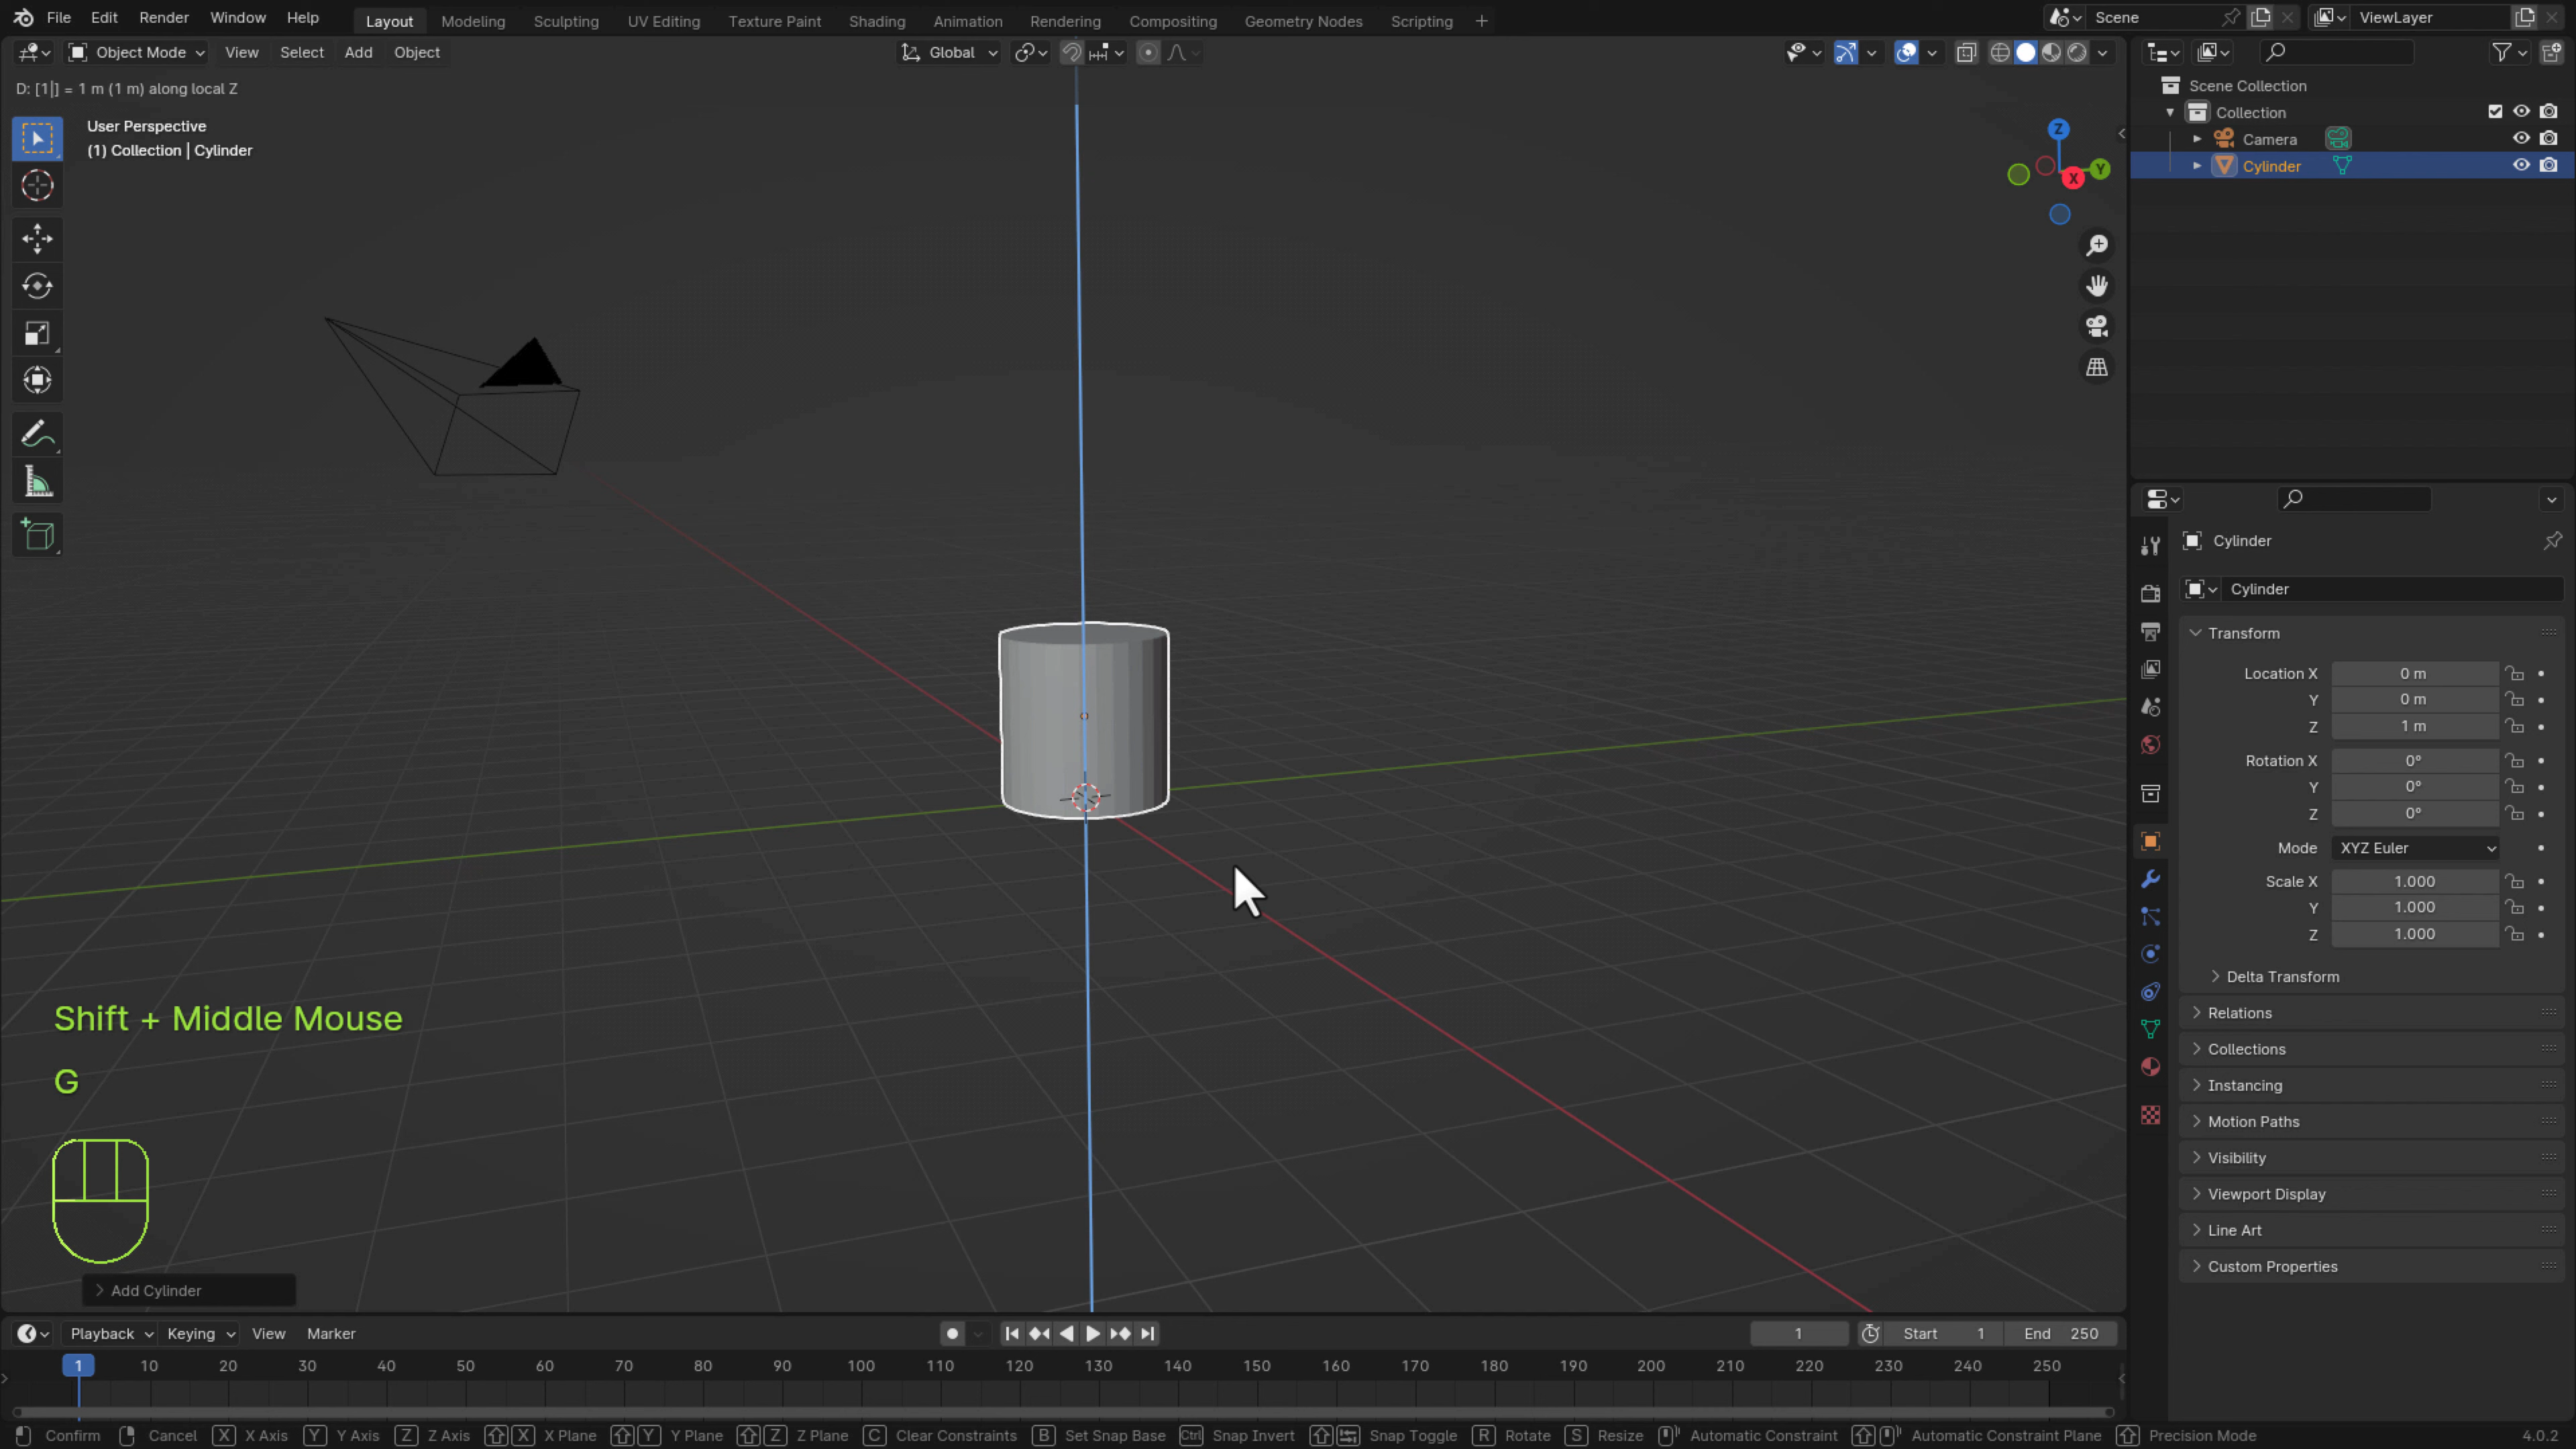 File Edit Render Window Help
Layout Modeling Sculpting UV Editing Texture Paint Shading Animation Rendering Compositing Geometry Nodes Scripting +
Scene
ViewLayer
Object Mode View Select Add Object
Global
D: [1|] = 1 m (1 m) along local Z
User Perspective
(1) Collection | Cylinder
Z
Y
X
Scene Collection
Collection
Camera
Cylinder
Cylinder
Cylinder
Transform
Location X 0 m
Y 0 m
Z 1 m
Rotation X 0°
Y 0°
Z 0°
Mode XYZ Euler
Scale X 1.000
Y 1.000
Z 1.000
Delta Transform
Relations
Collections
Instancing
Motion Paths
Visibility
Viewport Display
Line Art
Custom Properties
Shift + Middle Mouse
G
Add Cylinder
Playback Keying View Marker
1 Start 1 End 250
1 10 20 30 40 50 60 70 80 90 100 110 120 130 140 150 160 170 180 190 200 210 220 230 240 250
Confirm Cancel X X Axis Y Y Axis Z Z Axis X X Plane Y Y Plane Z Z Plane C Clear Constraints B Set Snap Base Ctrl Snap Invert Snap Toggle R Rotate S Resize Automatic Constraint Automatic Constraint Plane Precision Mode 4.0.2